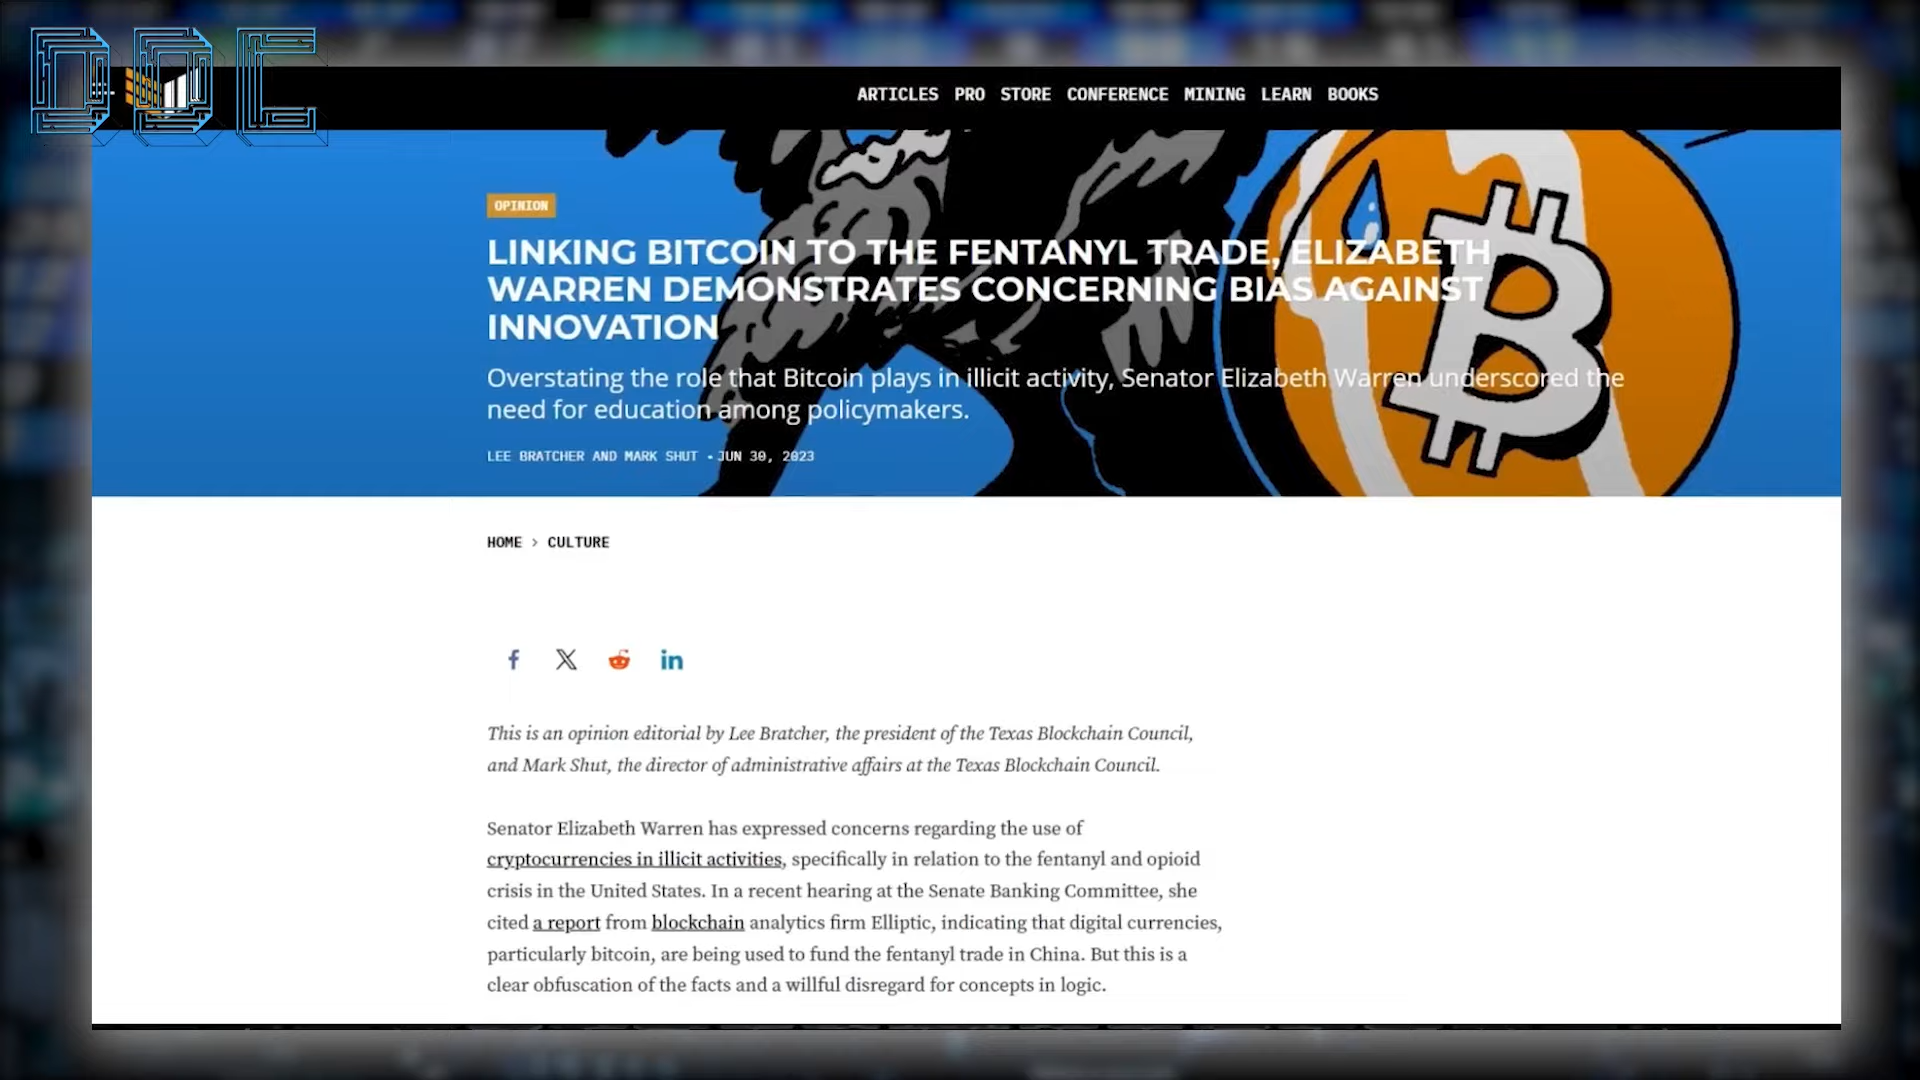 DDC
ARTICLES PRO STORE CONFERENCE MINING LEARN BOOKS
OPINION
LINKING BITCOIN TO THE FENTANYL TRADE, ELIZABETH
WARREN DEMONSTRATES CONCERNING BIAS AGAINST
INNOVATION
Overstating the role that Bitcoin plays in illicit activity, Senator Elizabeth Warren underscored the
need for education among policymakers.
LEE BRATCHER AND MARK SHUT • JUN 30, 2023
HOME > CULTURE
This is an opinion editorial by Lee Bratcher, the president of the Texas Blockchain Council,
and Mark Shut, the director of administrative affairs at the Texas Blockchain Council.
Senator Elizabeth Warren has expressed concerns regarding the use of
cryptocurrencies in illicit activities, specifically in relation to the fentanyl and opioid
crisis in the United States. In a recent hearing at the Senate Banking Committee, she
cited a report from blockchain analytics firm Elliptic, indicating that digital currencies,
particularly bitcoin, are being used to fund the fentanyl trade in China. But this is a
clear obfuscation of the facts and a willful disregard for concepts in logic.